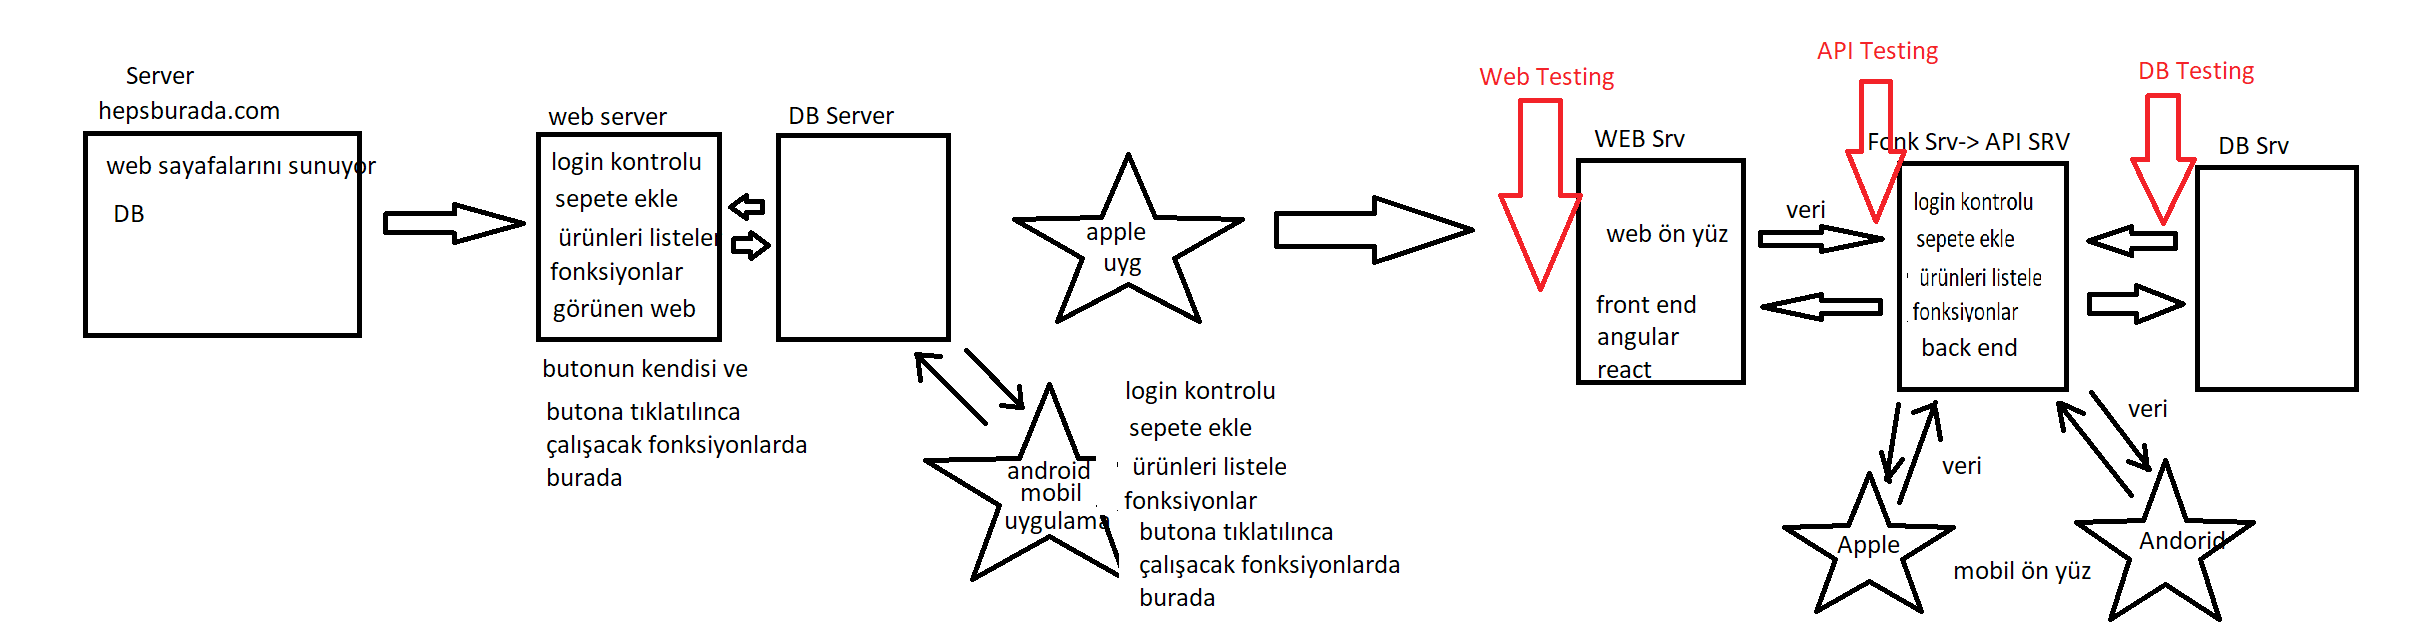 Server
hepsburada.com
web sayafalarını sunuyor
DB
web server
login kontrolu
sepete ekle
ürünleri listeler
fonksiyonlar
görünen web
butonun kendisi ve
butona tıklatılınca
çalışacak fonksiyonlarda
burada
DB Server
apple
uyg
android
mobil
uygulama
login kontrolu
sepete ekle
ürünleri listele
fonksiyonlar
butona tıklatılınca
çalışacak fonksiyonlarda
burada
Web Testing
WEB Srv
web ön yüz
front end
angular
react
veri
API Testing
Fonk Srv-> API SRV
login kontrolu
sepete ekle
ürünleri listele
fonksiyonlar
back end
DB Testing
DB Srv
veri
veri
Apple
mobil ön yüz
Andorid